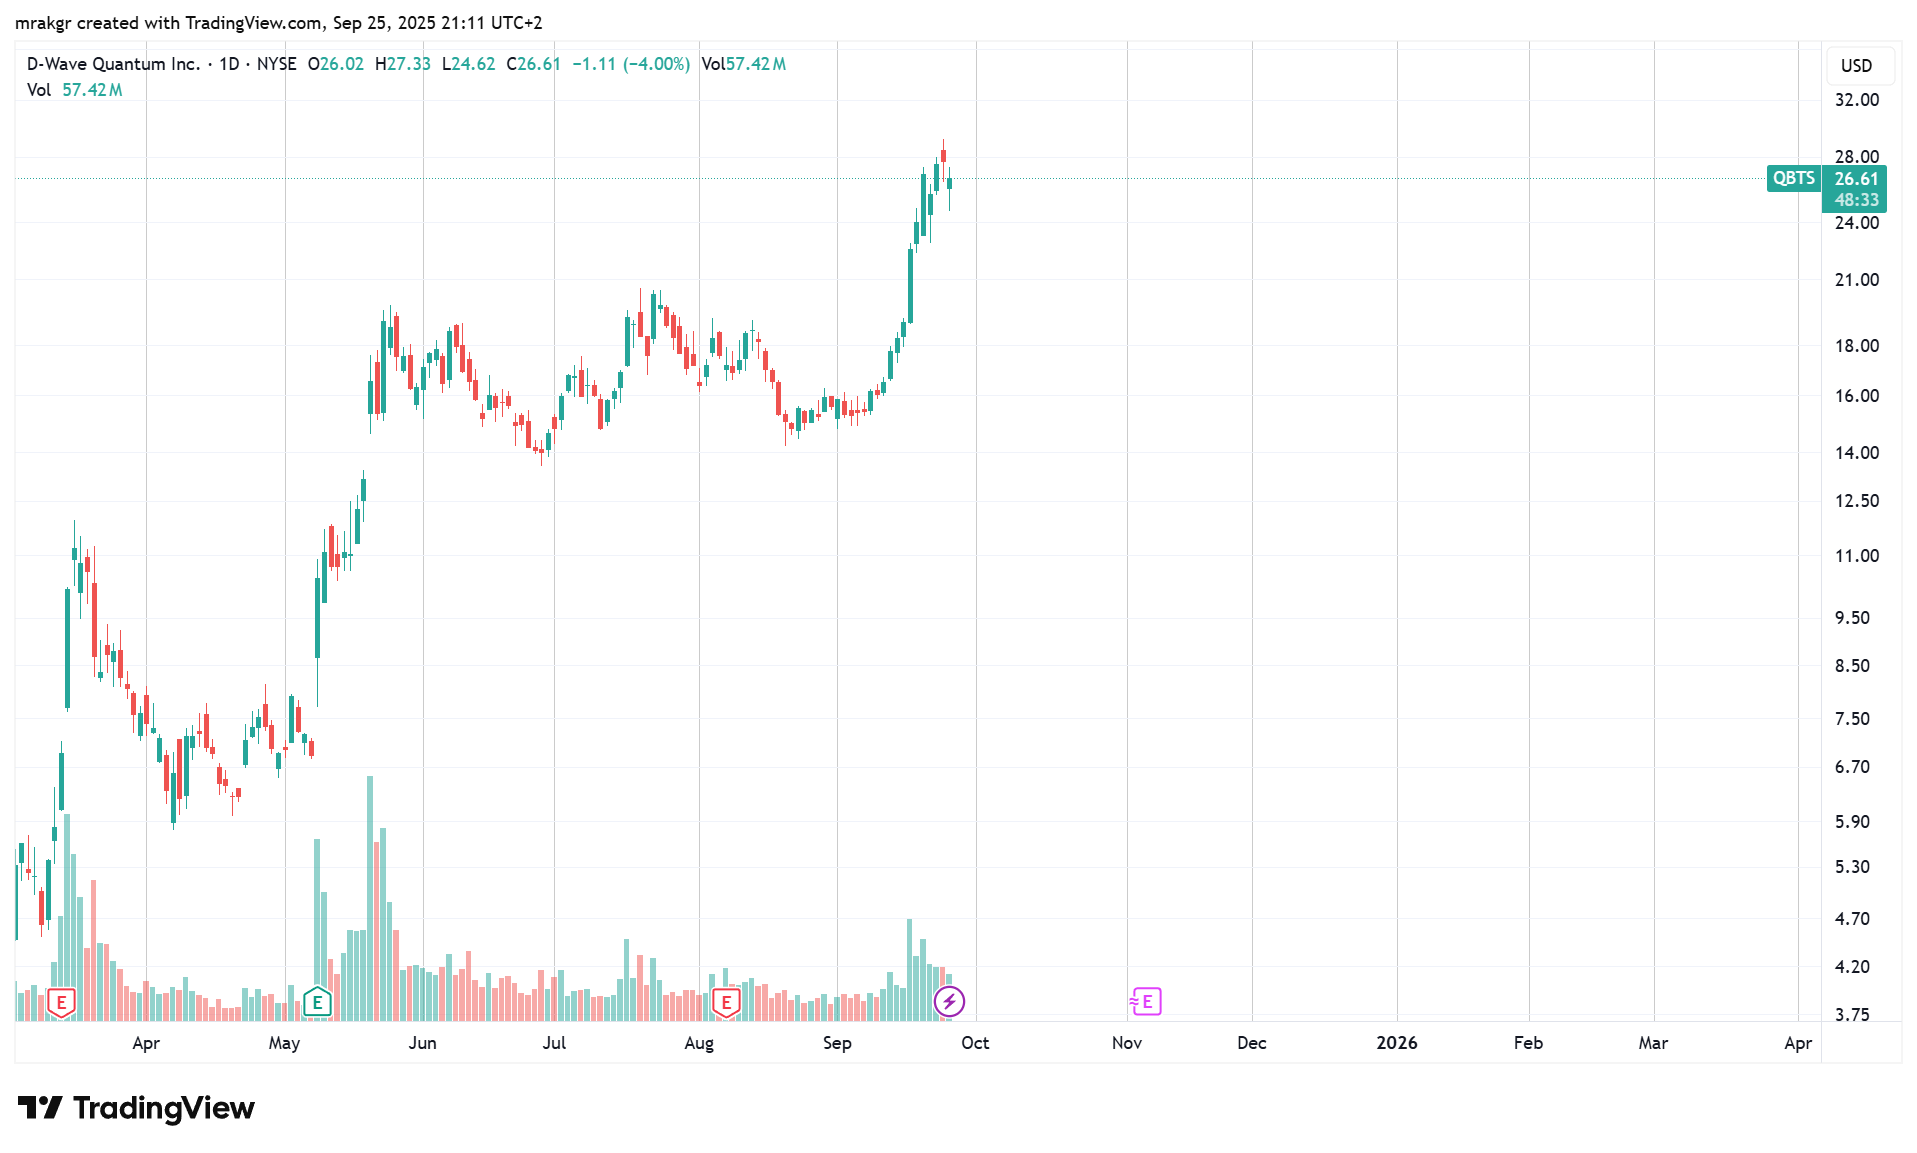 mrakgr created with TradingView.com, Sep 25, 2025 21:11 UTC+2
D-Wave Quantum Inc. · 1D · NYSE O26.02 H27.33 L24.62 C26.61 −1.11 (−4.00%) Vol57.42M
Vol 57.42M
USD
32.00
28.00
QBTS 26.61
48:33
24.00
21.00
18.00
16.00
14.00
12.50
11.00
9.50
8.50
7.50
6.70
5.90
5.30
4.70
4.20
3.75
E E E ≈E
Apr May Jun Jul Aug Sep Oct Nov Dec 2026 Feb Mar Apr
TradingView